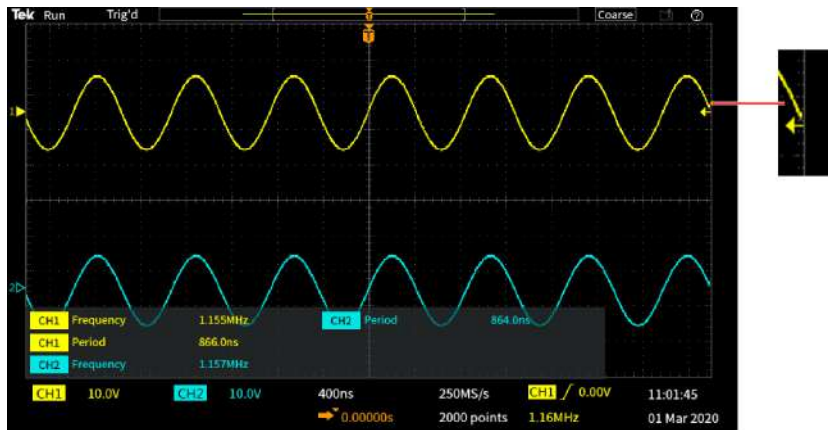 Tek Run Trig'd Coarse
T
1
2
CH1 Frequency 1.155MHz CH2 Period 864.0ns
CH1 Period 866.0ns
CH2 Frequency 1.157MHz
CH1 10.0V CH2 10.0V 400ns 250MS/s CH1 0.00V 11:01:45
0.00000s 2000 points 1.16MHz 01 Mar 2020